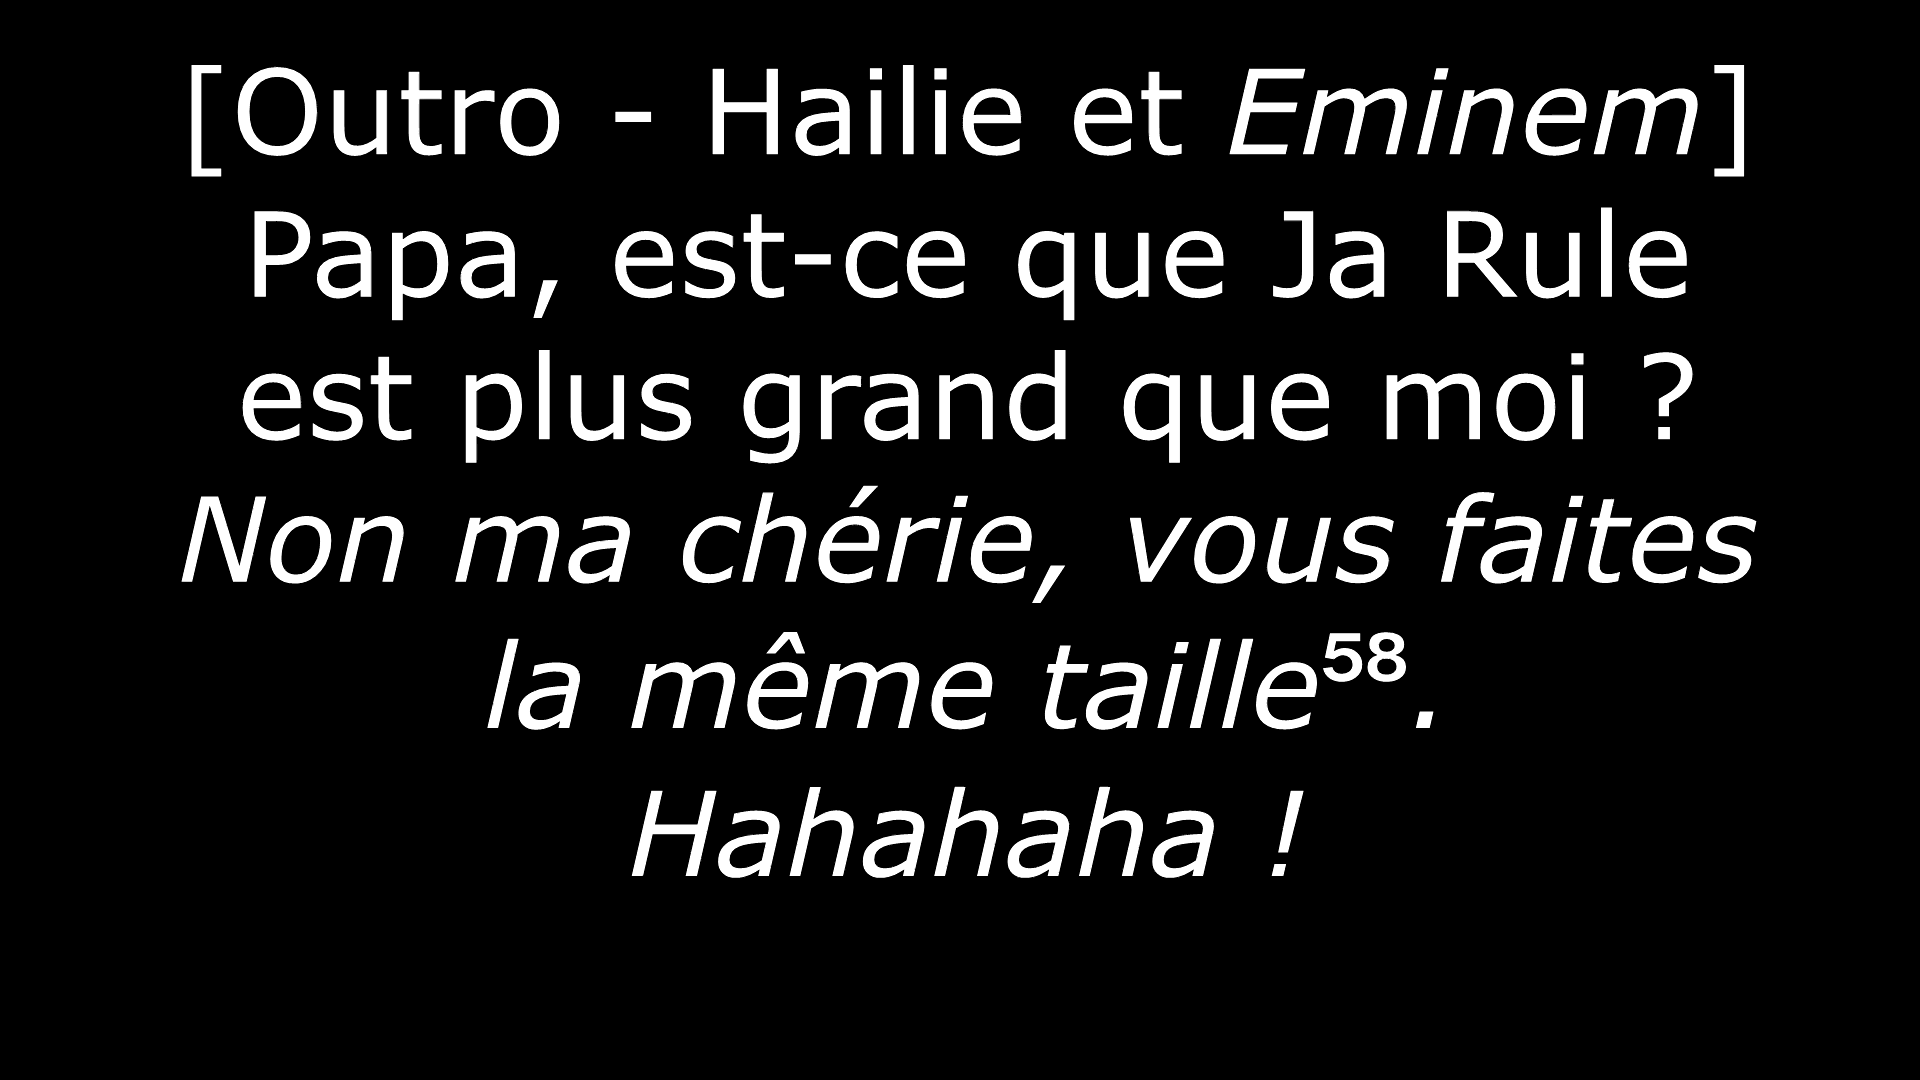 [Outro - Hailie et Eminem]
Papa, est-ce que Ja Rule
est plus grand que moi ?
Non ma chérie, vous faites
la même taille⁵⁸.
Hahahaha !